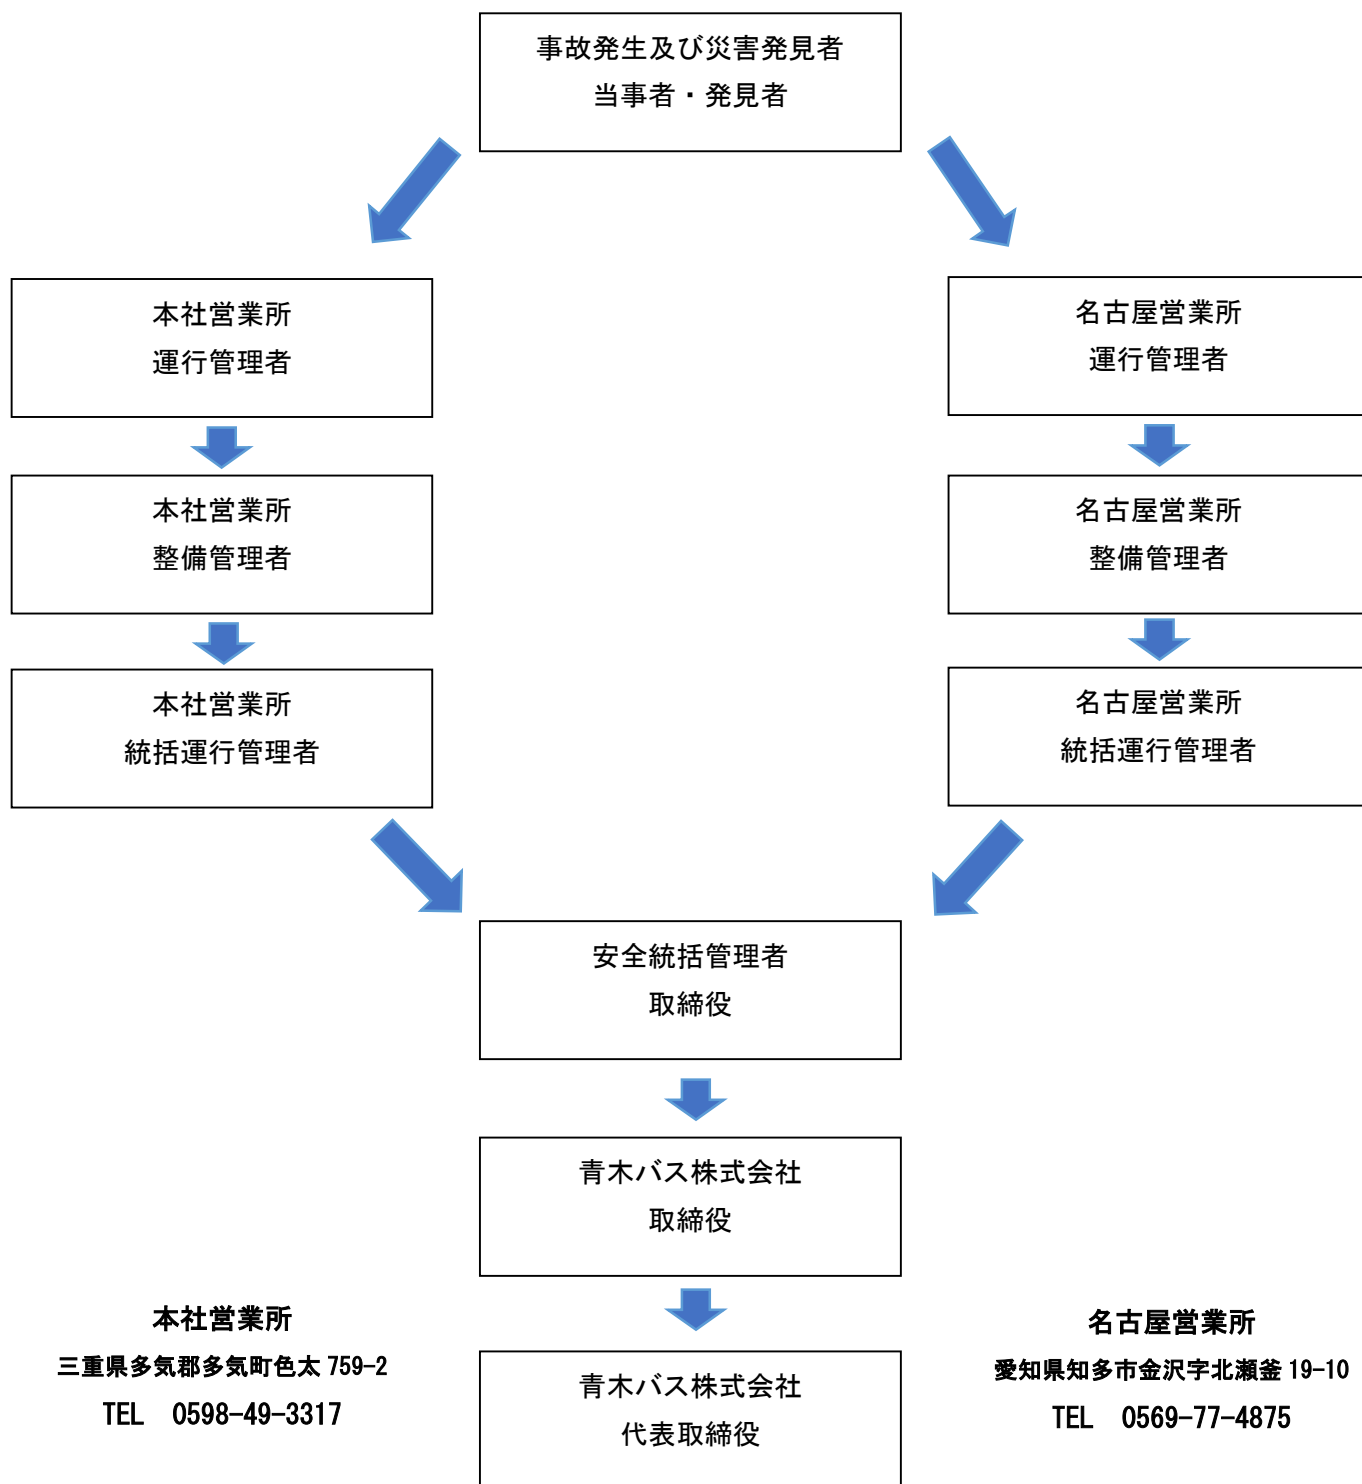 事故発生及び災害発見者
当事者・発見者
本社営業所
運行管理者
名古屋営業所
運行管理者
本社営業所
整備管理者
名古屋営業所
整備管理者
本社営業所
統括運行管理者
名古屋営業所
統括運行管理者
安全統括管理者
取締役
青木バス株式会社
取締役
本社営業所
三重県多気郡多気町色太 759-2
TEL　0598-49-3317
名古屋営業所
愛知県知多市金沢字北瀬釜 19-10
TEL　0569-77-4875
青木バス株式会社
代表取締役